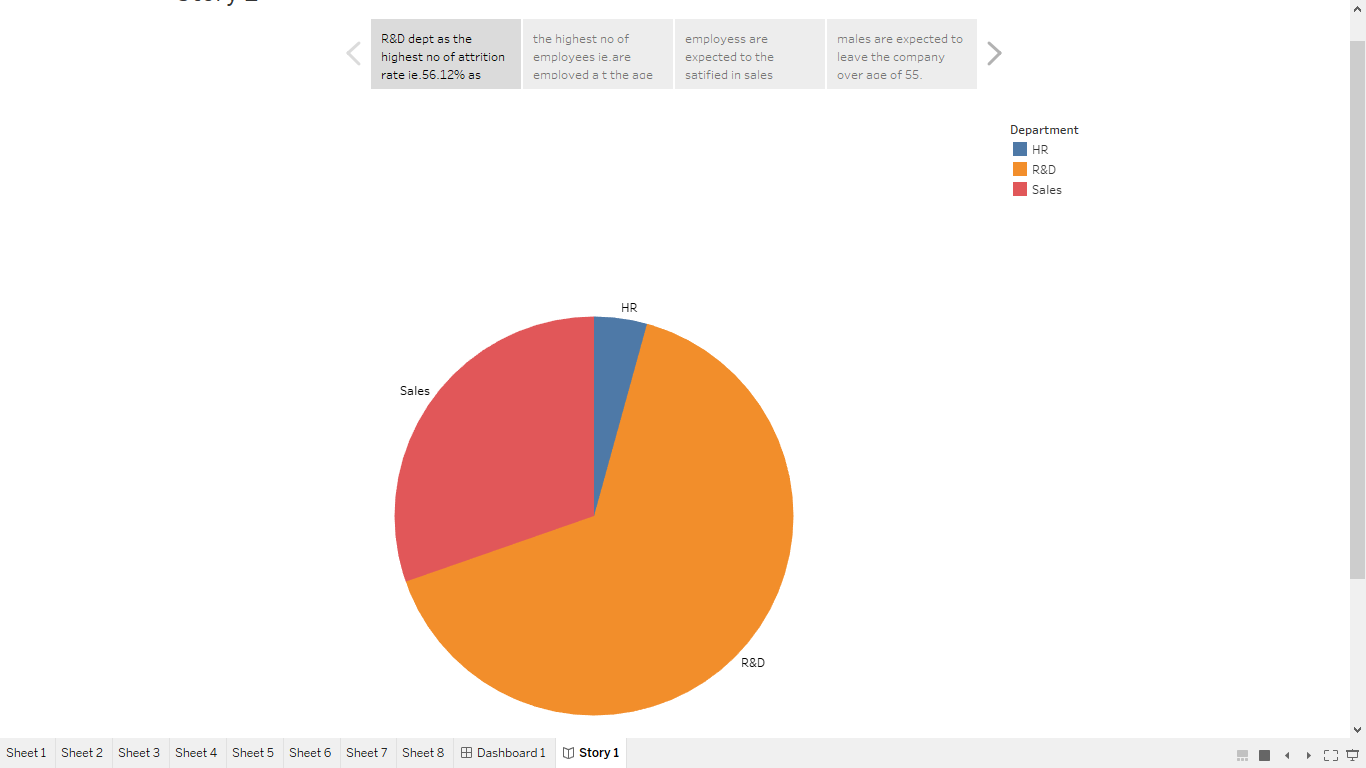 R&D dept as the
highest no of attrition
rate ie.56.12% as
the highest no of
employees ie.are
employed a t the age
employess are
expected to the
satified in sales
males are expected to
leave the company
over age of 55.
Department
HR
R&D
Sales
HR
Sales
R&D
Sheet 1 Sheet 2 Sheet 3 Sheet 4 Sheet 5 Sheet 6 Sheet 7 Sheet 8 Dashboard 1 Story 1